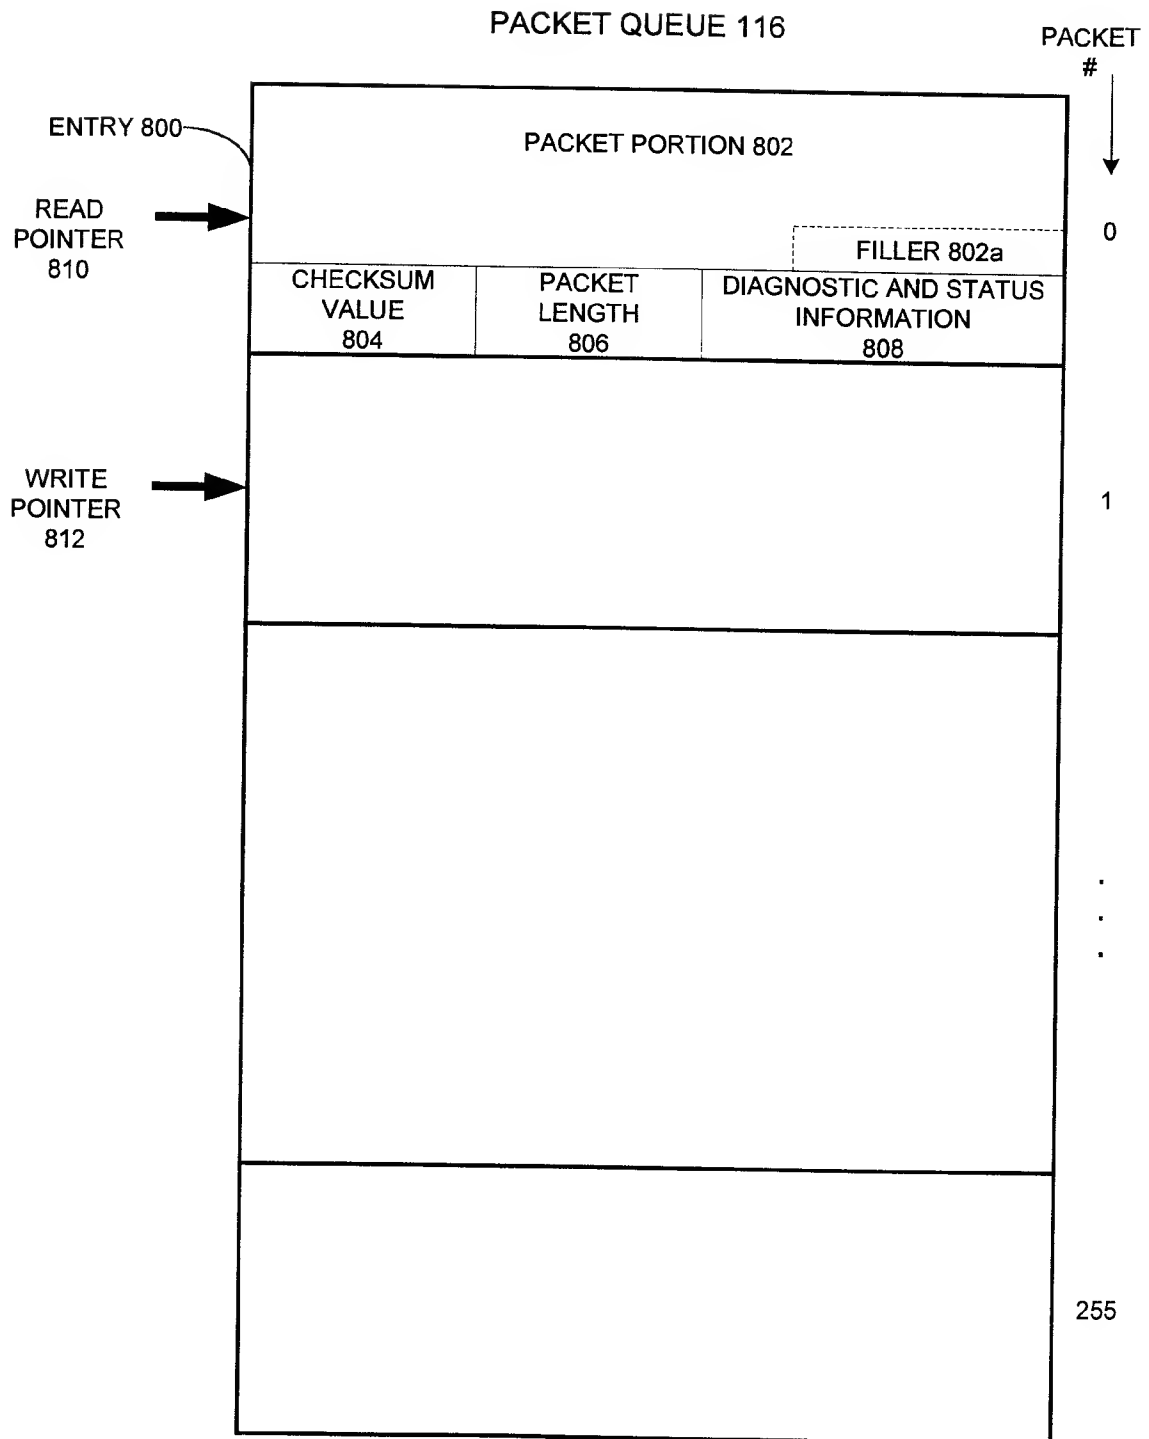 PACKET QUEUE 116
PACKET
#
ENTRY 800
PACKET PORTION 802
READ
POINTER
810
0
FILLER 802a
CHECKSUM
VALUE
804
PACKET
LENGTH
806
DIAGNOSTIC AND STATUS
INFORMATION
808
WRITE
POINTER
812
1
.
.
.
255